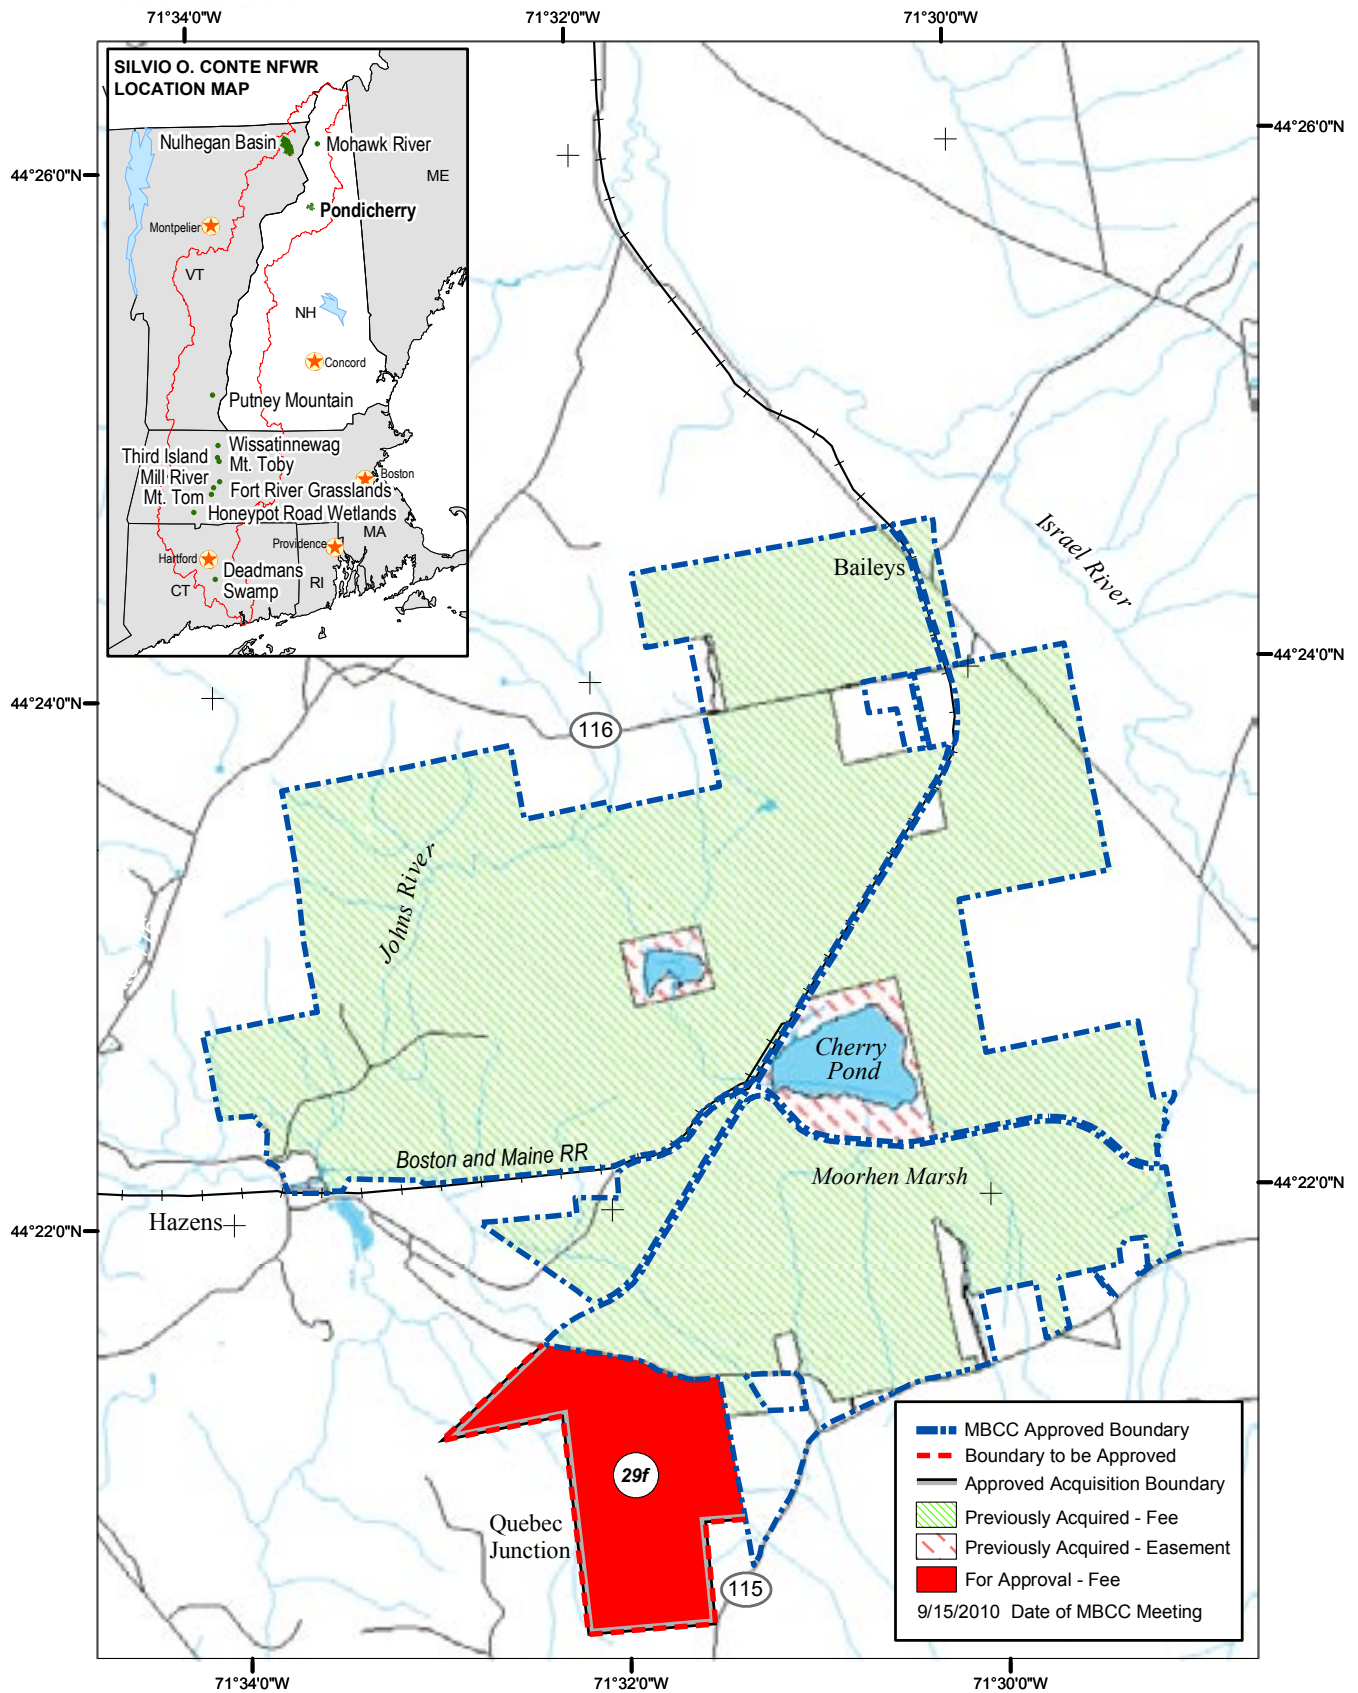 71°34'0"W
71°32'0"W
71°30'0"W
SILVIO O. CONTE NFWR
LOCATION MAP
Nulhegan Basin
Mohawk River
ME
Pondicherry
Montpelier
VT
NH
Concord
Putney Mountain
Wissatinnewag
Third Island
Mt. Toby
Mill River
Boston
Mt. Tom
Fort River Grasslands
Honeypot Road Wetlands
MA
Providence
Hartford
Deadmans
Swamp
CT
RI
44°26'0"N
44°26'0"N
44°24'0"N
44°24'0"N
44°22'0"N
44°22'0"N
Baileys
Israel River
116
Johns River
Cherry
Pond
Boston and Maine RR
Moorhen Marsh
Hazens
29f
Quebec
Junction
115
MBCC Approved Boundary
Boundary to be Approved
Approved Acquisition Boundary
Previously Acquired - Fee
Previously Acquired - Easement
For Approval - Fee
9/15/2010 Date of MBCC Meeting
71°34'0"W
71°32'0"W
71°30'0"W